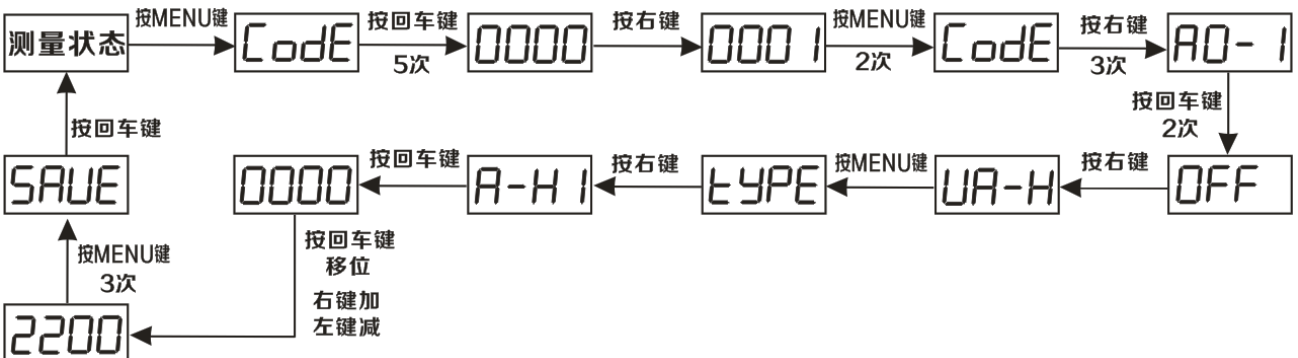 测量状态
按MENU键
CodE
按回车键
5次
0000
按右键
0001
按MENU键
2次
CodE
按右键
3次
AO-1
按回车键
2次
OFF
按右键
UA-H
按MENU键
tYPE
按右键
A-H1
按回车键
0000
按回车键
移位
右键加
左键减
2200
按MENU键
3次
SAUE
按回车键